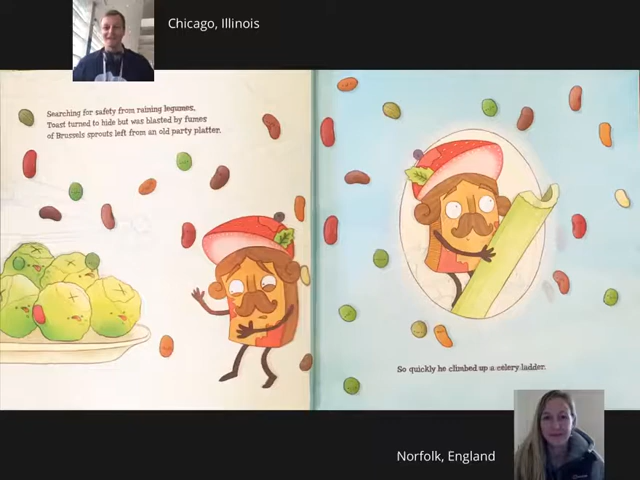 Chicago, Illinois
Searching for safety from raining legumes,
Toast turned to hide but was blasted by fumes
of Brussels sprouts left from an old party platter.
So quickly he climbed up a celery ladder.
Norfolk, England